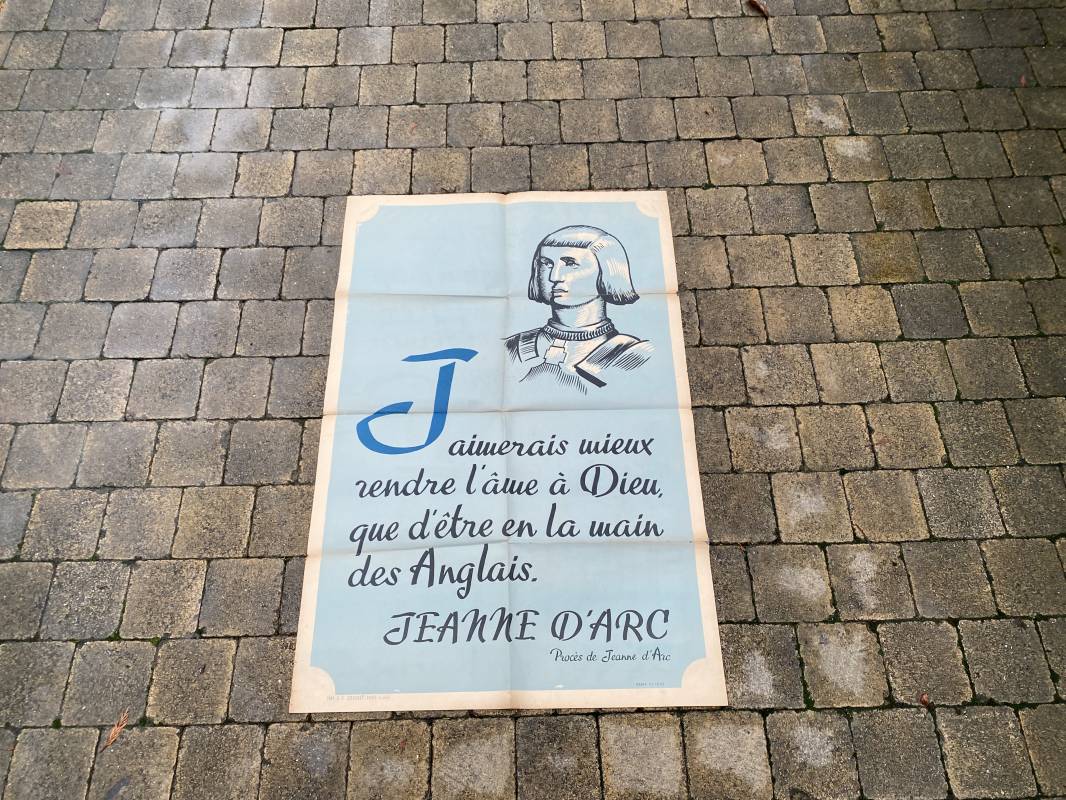 J'aimerais mieux
rendre l'âme à Dieu,
que d'être en la main
des Anglais.
JEANNE D'ARC
Procès de Jeanne d'Arc